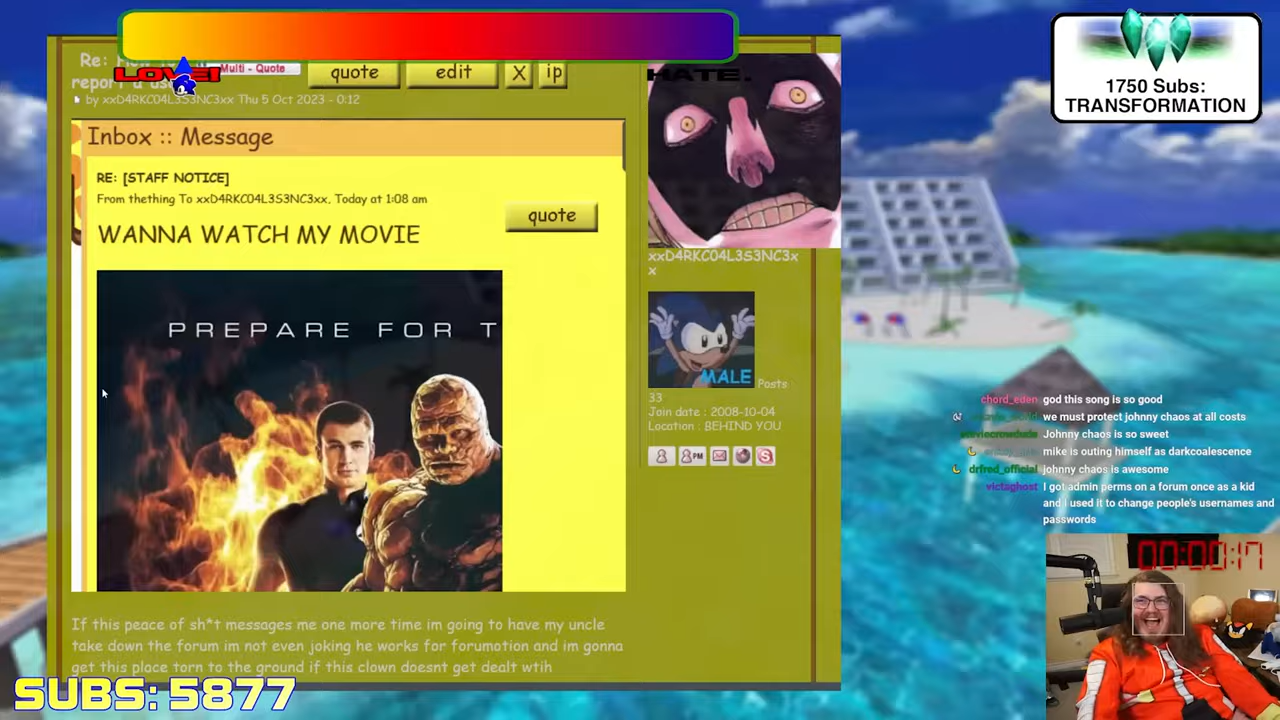 Re:
report
LOVE!
HATE.
Multi - Quote
quote
edit
X
ip
by xxD4RKC04L3S3NC3xx Thu 5 Oct 2023 - 0:12
Inbox :: Message
RE: [STAFF NOTICE]
From thething To xxD4RKC04L3S3NC3xx, Today at 1:08 am
quote
WANNA WATCH MY MOVIE
PREPARE FOR T
If this peace of sh*t messages me one more time im going to have my uncle
take down the forum im not even joking he works for forumotion and im gonna
get this place torn to the ground if this clown doesnt get dealt wtih
xxD4RKC04L3S3NC3x
x
MALE
Posts
33
Join date : 2008-10-04
Location : BEHIND YOU
PM
SUBS: 5877
1750 Subs:
TRANSFORMATION
chord_eden god this song is so good
we must protect johnny chaos at all costs
Johnny chaos is so sweet
mike is outing himself as darkcoalescence
drfred_official johnny chaos is awesome
victaghost I got admin perms on a forum once as a kid
and i used it to change people's usernames and
passwords
00:00:17